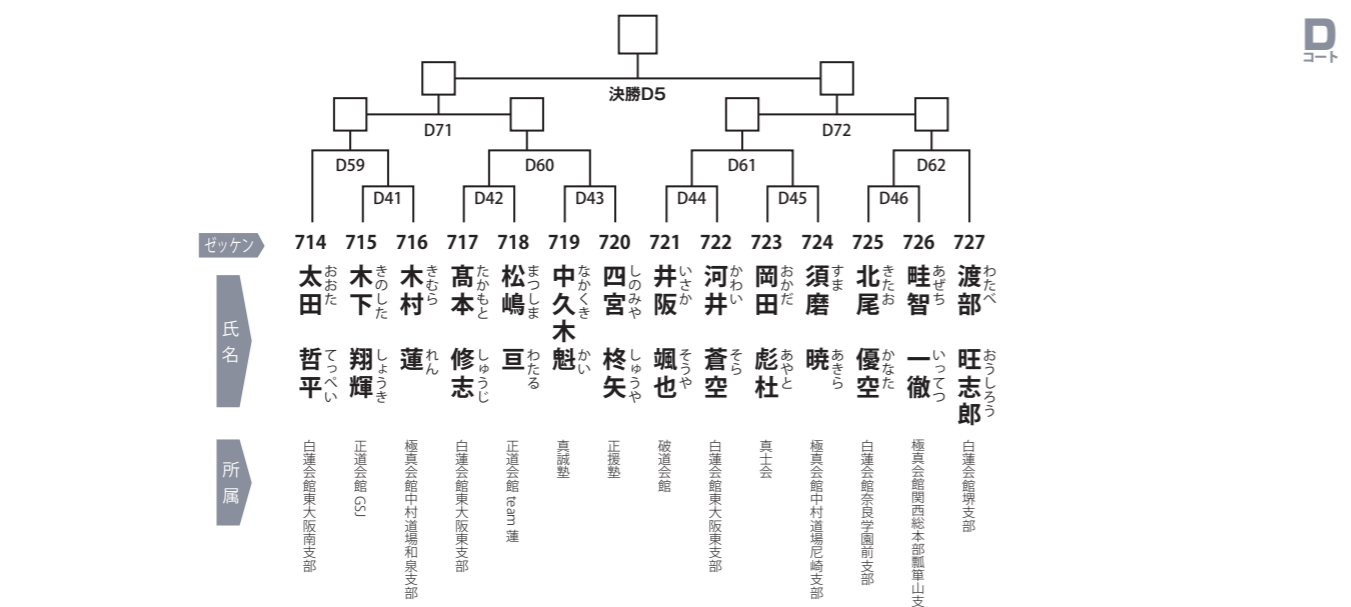 D
コート
決勝D5
D71
D72
D59
D60
D61
D62
D41
D42
D43
D44
D45
D46
ゼッケン
714 715 716 717 718 719 720 721 722 723 724 725 726 727
氏名
太田 哲平
おおた てっぺい
木下 翔輝
きのした しょうき
木村 蓮
きむら れん
髙本 修志
たかもと しゅうじ
松嶋 亘
まつしま わたる
中久木 魁
なかくき かい
四宮 柊矢
しのみや しゅうや
井阪 颯也
いさか そうや
河井 蒼空
かわい そら
岡田 彪杜
おかだ あやと
須磨 暁
すま あきら
北尾 優空
きたお かなた
畦智 一徹
あぜち いってつ
渡部 旺志郎
わたべ おうしろう
所属
白蓮会館東大阪南支部
正道会館 GSJ
極真会館中村道場和泉支部
白蓮会館東大阪東支部
正道会館 team 蓮
真誠塾
正援塾
破道会館
白蓮会館東大阪東支部
真士会
極真会館中村道場尼崎支部
白蓮会館奈良学園前支部
極真会館関西総本部瓢箪山支
白蓮会館堺支部